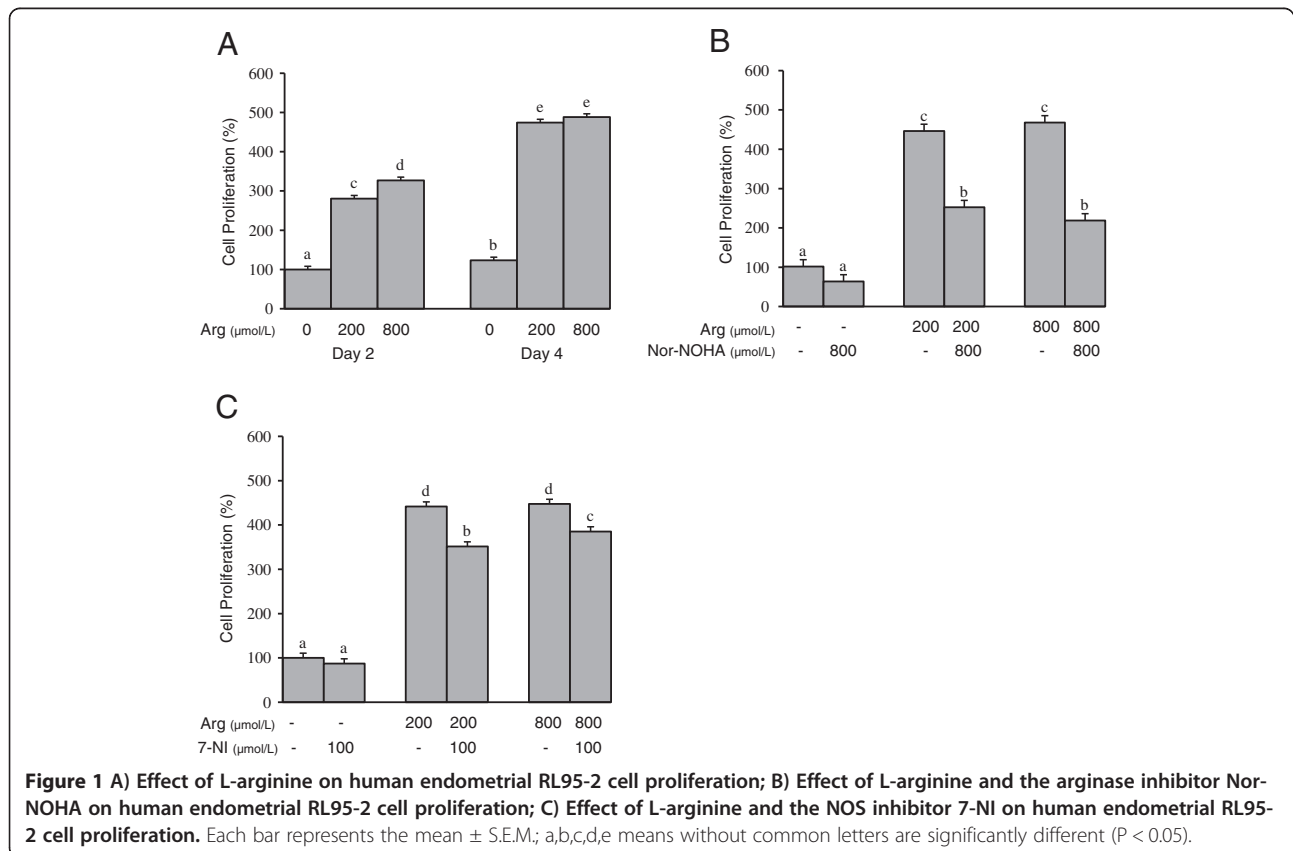 A
Cell Proliferation (%)
600
500
400
300
200
100
0
a
c
d
b
e
e
Arg (μmol/L) 0 200 800 0 200 800
Day 2 Day 4
B
Cell Proliferation (%)
600
500
400
300
200
100
0
a
a
c
b
c
b
Arg (μmol/L) - - 200 200 800 800
Nor-NOHA (μmol/L) - 800 - 800 - 800
C
Cell Proliferation (%)
600
500
400
300
200
100
0
a
a
d
b
d
c
Arg (μmol/L) - - 200 200 800 800
7-NI (μmol/L) - 100 - 100 - 100
Figure 1 A) Effect of L-arginine on human endometrial RL95-2 cell proliferation; B) Effect of L-arginine and the arginase inhibitor Nor-
NOHA on human endometrial RL95-2 cell proliferation; C) Effect of L-arginine and the NOS inhibitor 7-NI on human endometrial RL95-
2 cell proliferation. Each bar represents the mean ± S.E.M.; a,b,c,d,e means without common letters are significantly different (P < 0.05).